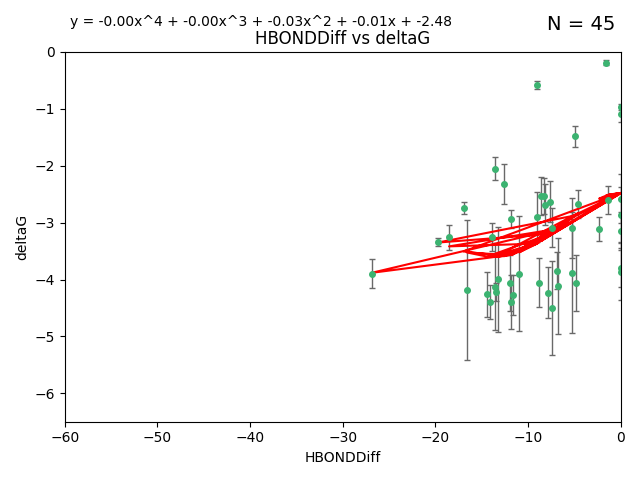 y = -0.00x^4 + -0.00x^3 + -0.03x^2 + -0.01x + -2.48
N = 45
HBONDDiff vs deltaG
0
−1
−2
−3
−4
−5
−6
deltaG
−60 −50 −40 −30 −20 −10 0
HBONDDiff